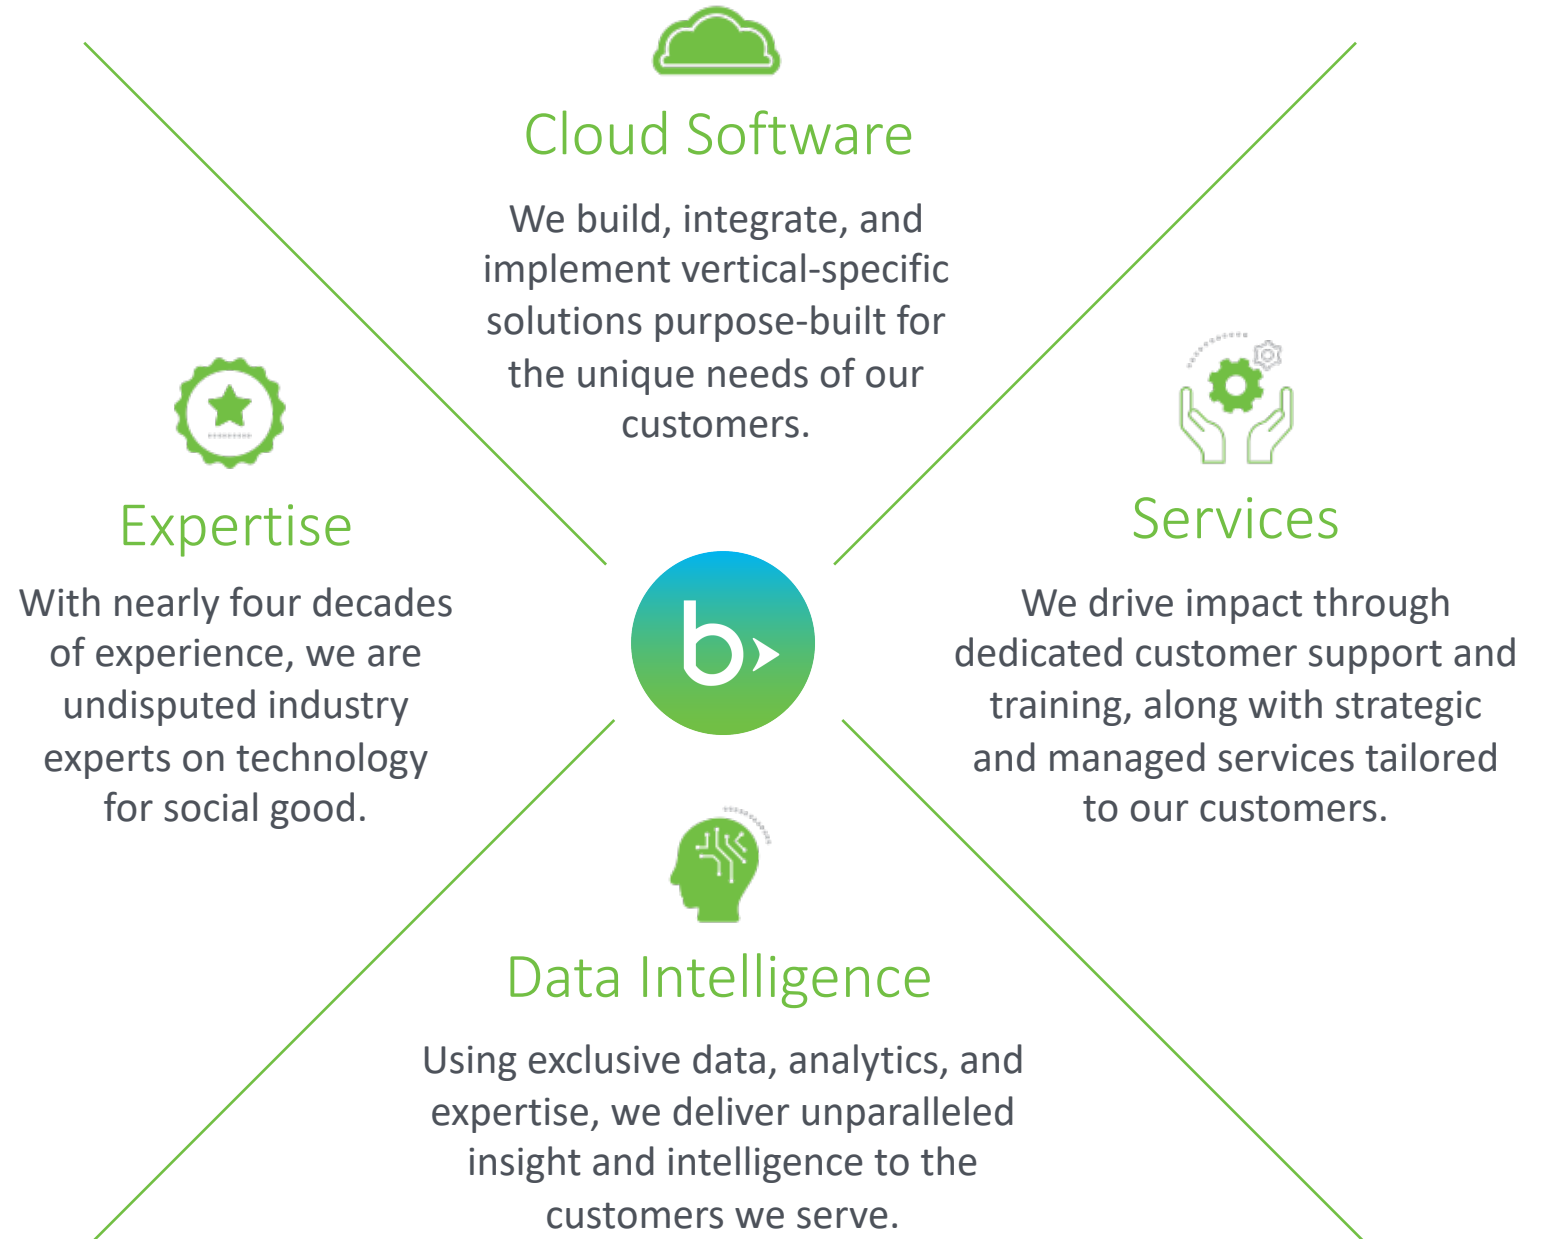 Cloud Software
We build, integrate, and
implement vertical-specific
solutions purpose-built for
the unique needs of our
customers.
Expertise
With nearly four decades
of experience, we are
undisputed industry
experts on technology
for social good.
b
Services
We drive impact through
dedicated customer support and
training, along with strategic
and managed services tailored
to our customers.
Data Intelligence
Using exclusive data, analytics, and
expertise, we deliver unparalleled
insight and intelligence to the
customers we serve.